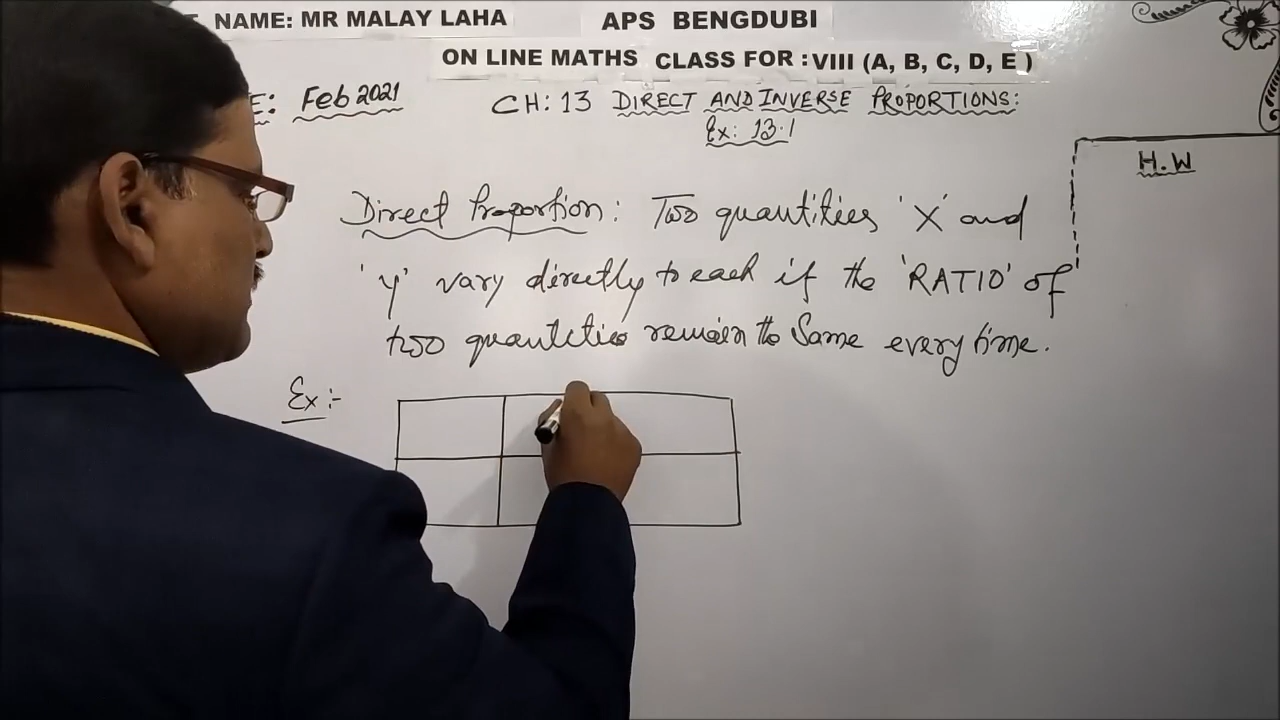 NAME: MR MALAY LAHA
APS BENGDUBI
ON LINE MATHS CLASS FOR : VIII (A, B, C, D, E )
E: Feb 2021
CH: 13 DIRECT AND INVERSE PROPORTIONS:
Ex: 13.1
H.W
Direct Proportion: Two quantities 'X' and
'y' vary directly to each if the 'RATIO' of
two quantities remain the same every time.
Ex:-